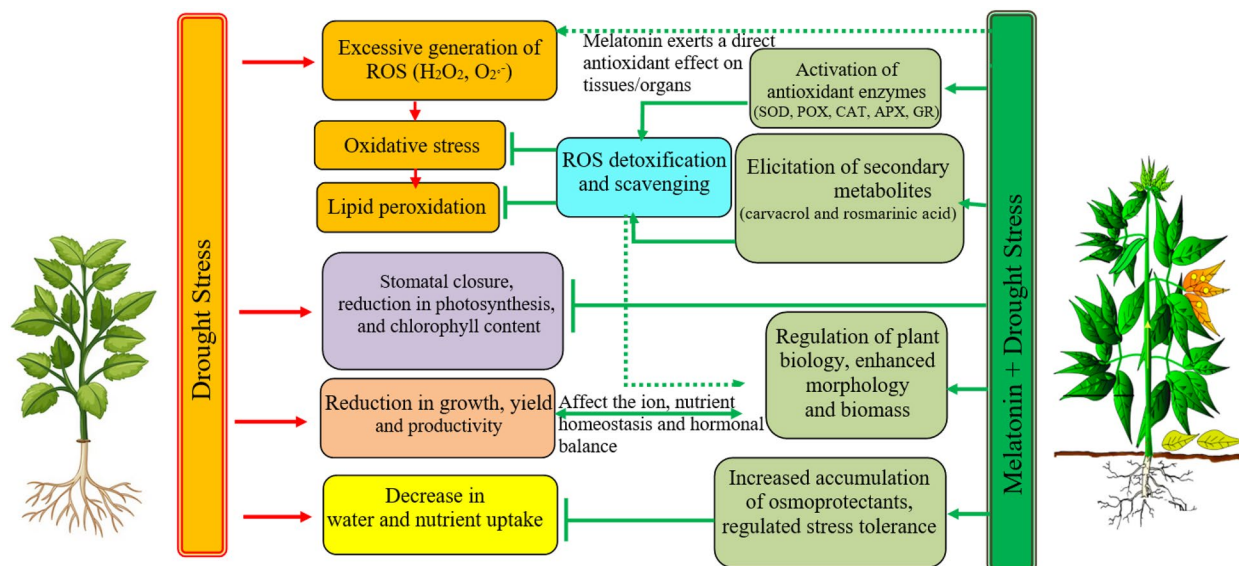 Drought Stress
Excessive generation of
ROS (H₂O₂, O₂•⁻)
Oxidative stress
Lipid peroxidation
Stomatal closure,
reduction in photosynthesis,
and chlorophyll content
Reduction in growth, yield
and productivity
Decrease in
water and nutrient uptake
Melatonin exerts a direct
antioxidant effect on
tissues/organs
ROS detoxification
and scavenging
Affect the ion, nutrient
homeostasis and hormonal
balance
Activation of
antioxidant enzymes
(SOD, POX, CAT, APX, GR)
Elicitation of secondary
metabolites
(carvacrol and rosmarinic acid)
Regulation of plant
biology, enhanced
morphology
and biomass
Increased accumulation
of osmoprotectants,
regulated stress tolerance
Melatonin + Drought Stress